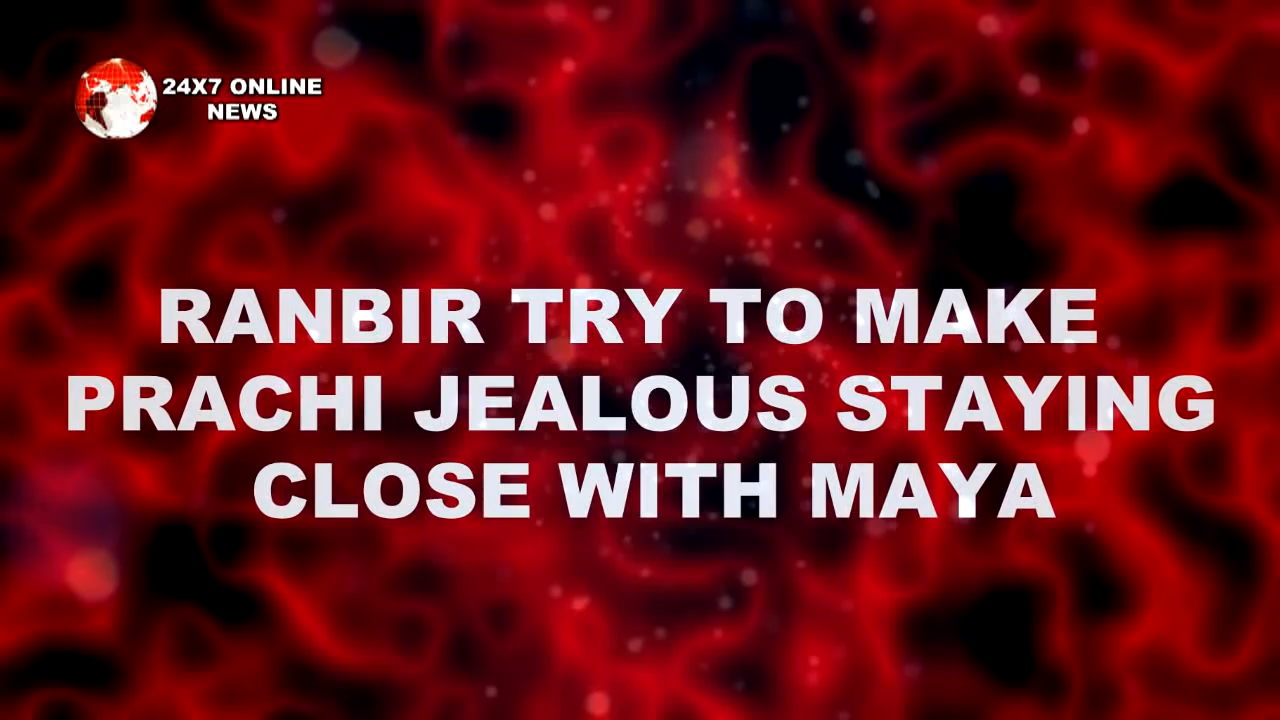 24X7 ONLINE
NEWS
RANBIR TRY TO MAKE
PRACHI JEALOUS STAYING
CLOSE WITH MAYA